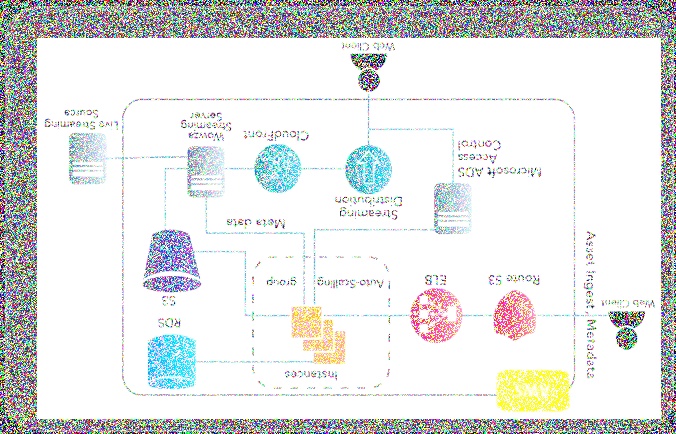 Instances
RDS
Web Client
Route S3
ELB
Auto-Scaling
group
S3
Asset Ingest, Metadata
Meta data
Streaming
Distribution
Microsoft ADS
Access
Control
CloudFront
Wowza
Streaming
Server
Live Streaming
Source
Web Client